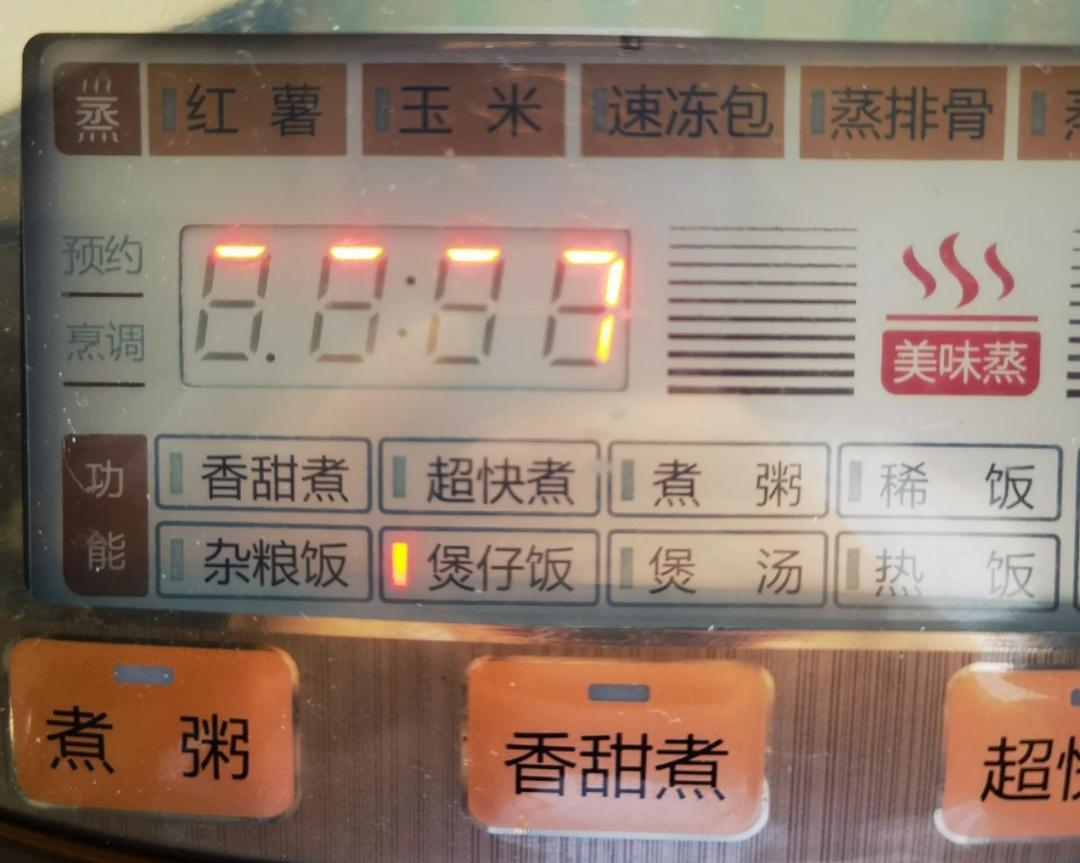 蒸 红薯 玉米 速冻包 蒸排骨
预约
烹调
美味蒸
功能
香甜煮 超快煮 煮粥 稀饭
杂粮饭 煲仔饭 煲汤 热饭
煮粥 香甜煮 超快